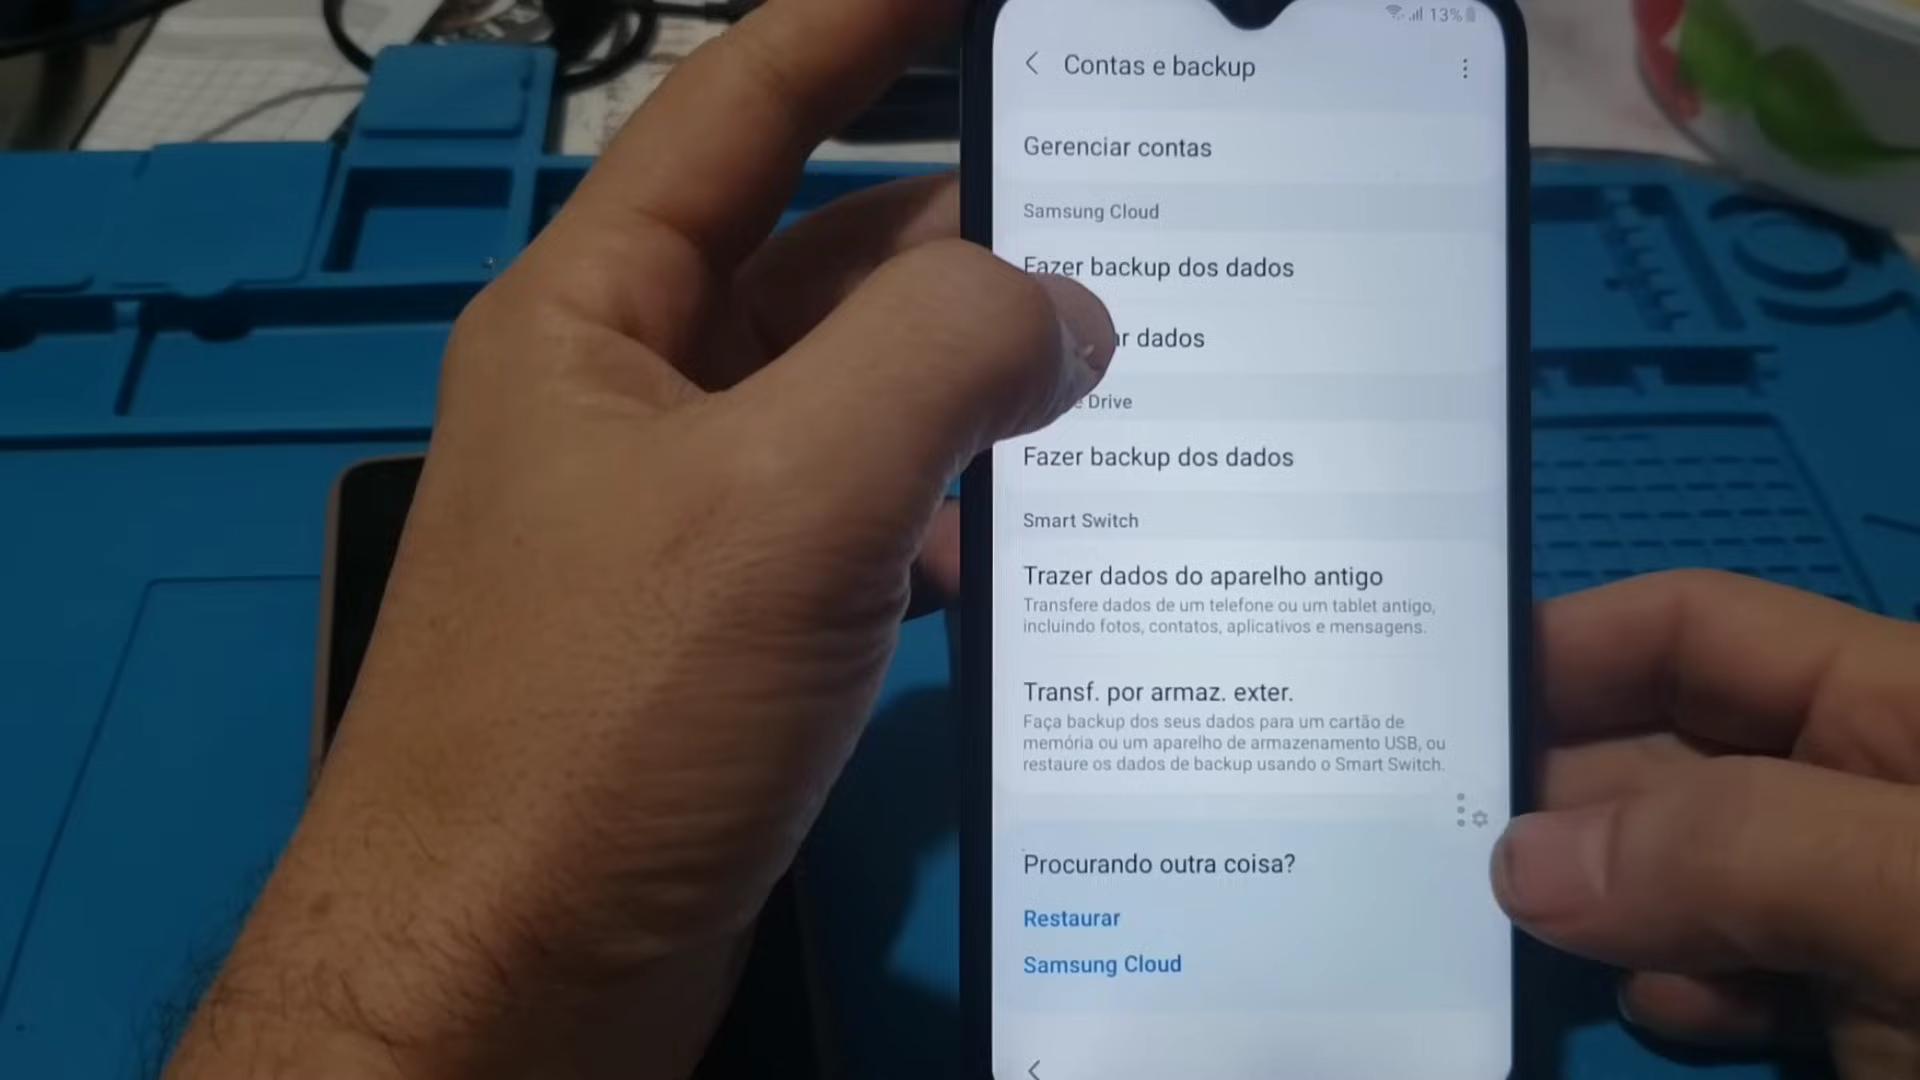 13%
Contas e backup
Gerenciar contas
Samsung Cloud
Fazer backup dos dados
dados
Drive
Fazer backup dos dados
Smart Switch
Trazer dados do aparelho antigo
Transfere dados de um telefone ou um tablet antigo,
incluindo fotos, contatos, aplicativos e mensagens.
Transf. por armaz. exter.
Faça backup dos seus dados para um cartão de
memória ou um aparelho de armazenamento USB, ou
restaure os dados de backup usando o Smart Switch.
Procurando outra coisa?
Restaurar
Samsung Cloud